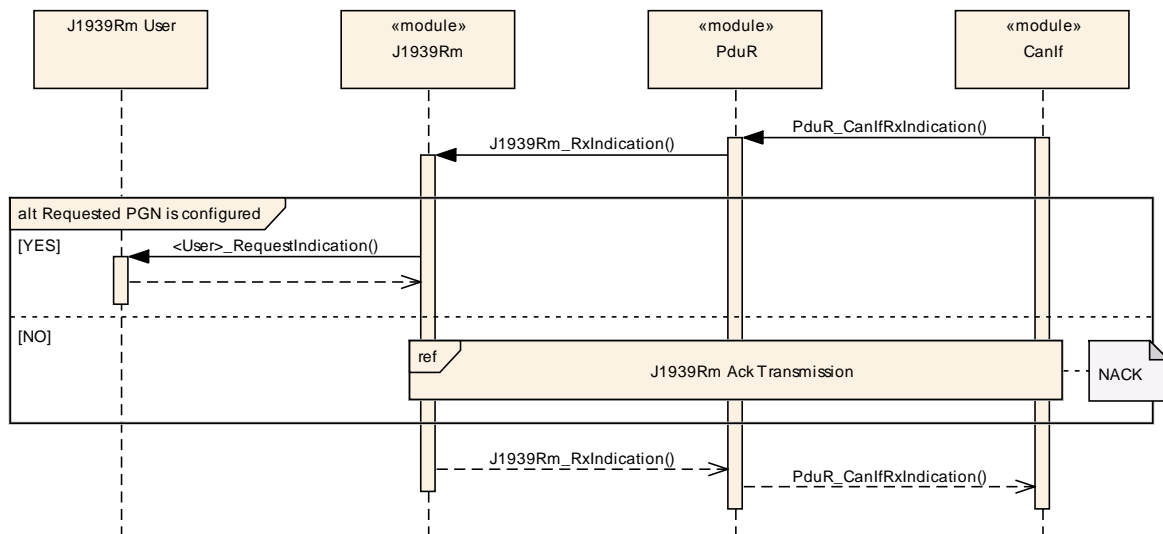 J1939Rm User
«module»
J1939Rm
«module»
PduR
«module»
CanIf
PduR_CanIfRxIndication()
J1939Rm_RxIndication()
alt Requested PGN is configured
[YES]
<User>_RequestIndication()
[NO]
ref
J1939Rm Ack Transmission
NACK
J1939Rm_RxIndication()
PduR_CanIfRxIndication()